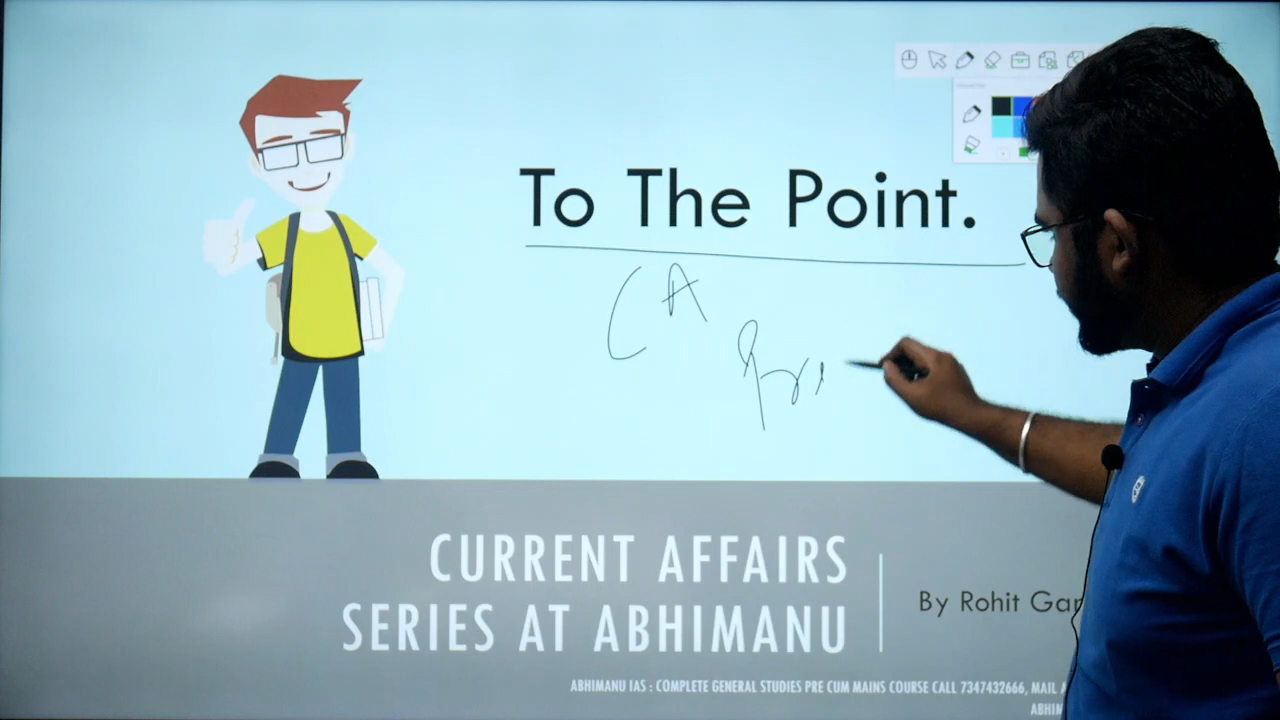 To The Point.
CA
CURRENT AFFAIRS
SERIES AT ABHIMANU
By Rohit
ABHIMANU IAS : COMPLETE GENERAL STUDIES PRE CUM MAINS COURSE CALL 7347432666, MAIL